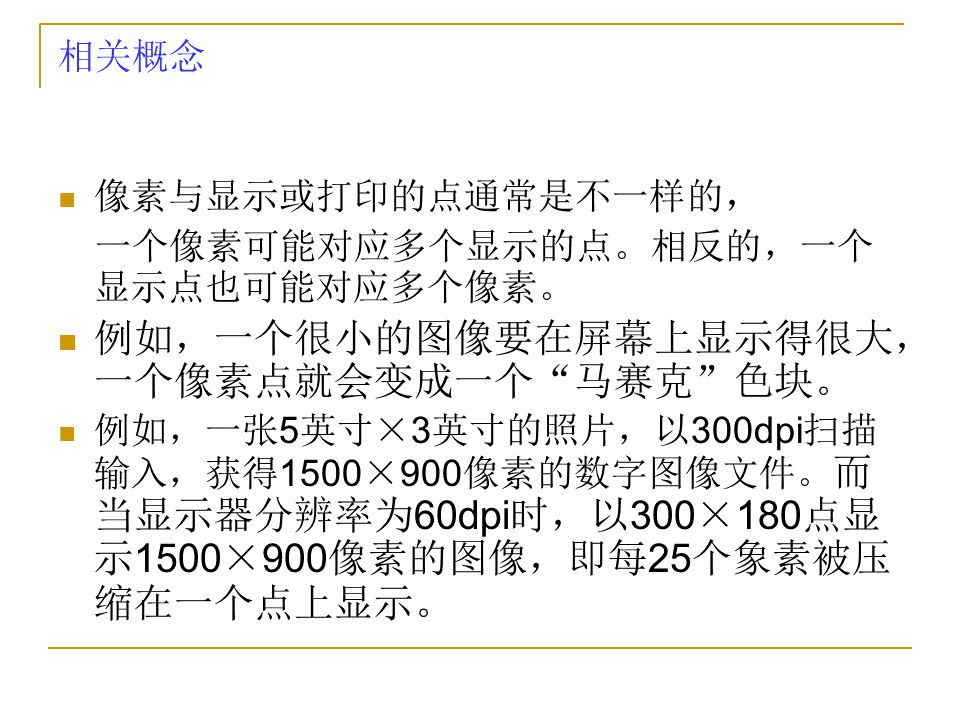 相关概念
像素与显示或打印的点通常是不一样的，
一个像素可能对应多个显示的点。相反的，一个
显示点也可能对应多个像素。
例如，一个很小的图像要在屏幕上显示得很大，
一个像素点就会变成一个“马赛克”色块。
例如，一张5英寸×3英寸的照片，以300dpi扫描
输入，获得1500×900像素的数字图像文件。而
当显示器分辨率为60dpi时，以300×180点显
示1500×900像素的图像，即每25个象素被压
缩在一个点上显示。